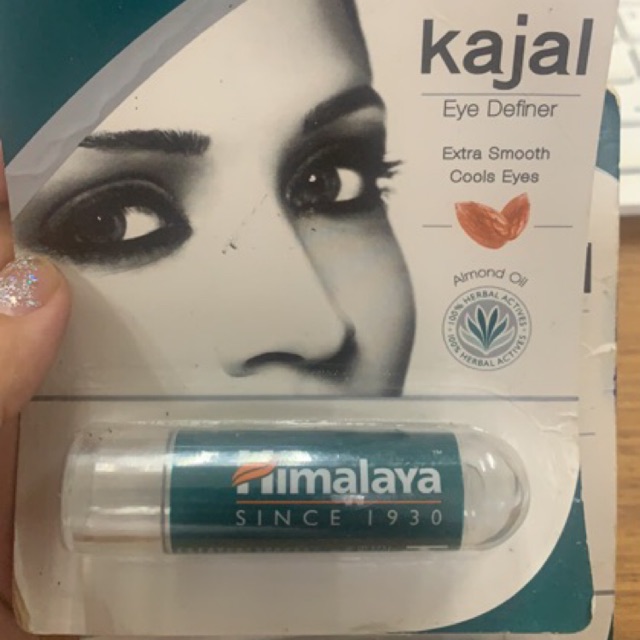 kajal
Eye Definer
Extra Smooth
Cools Eyes
Almond Oil
100% HERBAL ACTIVES
100% HERBAL ACTIVES
Himalaya
SINCE 1930